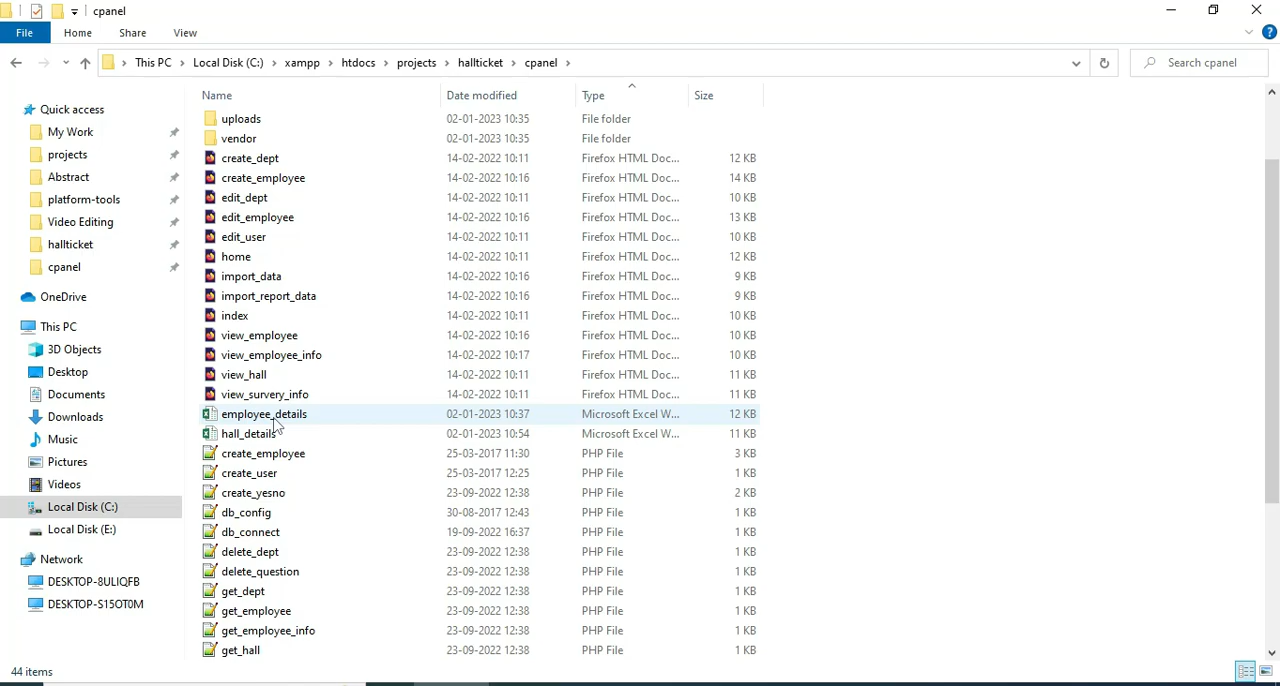 cpanel
File Home Share View
This PC Local Disk (C:) xampp htdocs projects hallticket cpanel Search cpanel
Name Date modified Type Size
Quick access
My Work
projects
Abstract
platform-tools
Video Editing
hallticket
cpanel
OneDrive
This PC
3D Objects
Desktop
Documents
Downloads
Music
Pictures
Videos
Local Disk (C:)
Local Disk (E:)
Network
DESKTOP-8ULIQFB
DESKTOP-S15OT0M
uploads 02-01-2023 10:35 File folder
vendor 02-01-2023 10:35 File folder
create_dept 14-02-2022 10:11 Firefox HTML Doc... 12 KB
create_employee 14-02-2022 10:16 Firefox HTML Doc... 14 KB
edit_dept 14-02-2022 10:11 Firefox HTML Doc... 10 KB
edit_employee 14-02-2022 10:16 Firefox HTML Doc... 13 KB
edit_user 14-02-2022 10:11 Firefox HTML Doc... 10 KB
home 14-02-2022 10:11 Firefox HTML Doc... 12 KB
import_data 14-02-2022 10:16 Firefox HTML Doc... 9 KB
import_report_data 14-02-2022 10:16 Firefox HTML Doc... 9 KB
index 14-02-2022 10:11 Firefox HTML Doc... 10 KB
view_employee 14-02-2022 10:16 Firefox HTML Doc... 10 KB
view_employee_info 14-02-2022 10:17 Firefox HTML Doc... 10 KB
view_hall 14-02-2022 10:11 Firefox HTML Doc... 11 KB
view_survery_info 14-02-2022 10:11 Firefox HTML Doc... 11 KB
employee_details 02-01-2023 10:37 Microsoft Excel W... 12 KB
hall_details 02-01-2023 10:54 Microsoft Excel W... 11 KB
create_employee 25-03-2017 11:30 PHP File 3 KB
create_user 25-03-2017 12:25 PHP File 1 KB
create_yesno 23-09-2022 12:38 PHP File 2 KB
db_config 30-08-2017 12:43 PHP File 1 KB
db_connect 19-09-2022 16:37 PHP File 1 KB
delete_dept 23-09-2022 12:38 PHP File 1 KB
delete_question 23-09-2022 12:38 PHP File 1 KB
get_dept 23-09-2022 12:38 PHP File 1 KB
get_employee 23-09-2022 12:38 PHP File 1 KB
get_employee_info 23-09-2022 12:38 PHP File 1 KB
get_hall 23-09-2022 12:38 PHP File 1 KB
44 items